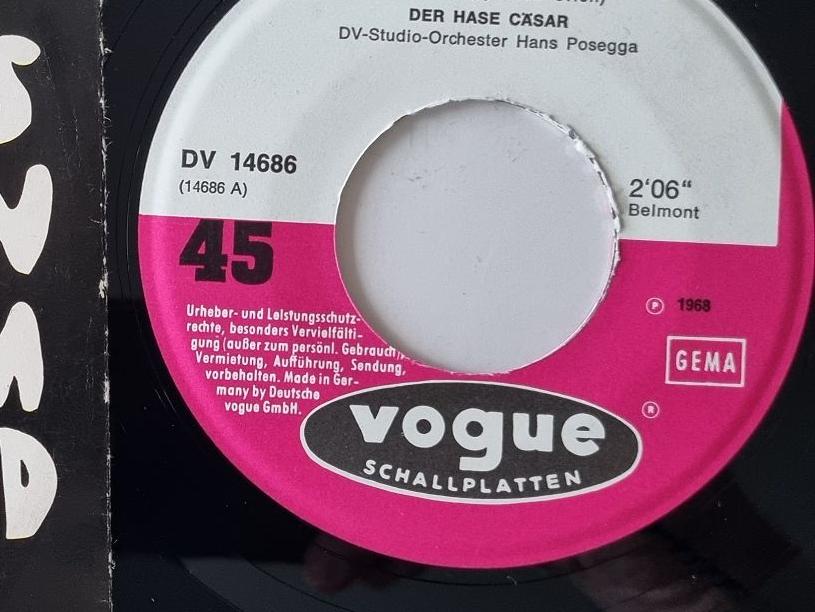 DER HASE CÄSAR
DV-Studio-Orchester Hans Posegga
DV 14686
(14686 A)
2'06"
Belmont
45
Urheber- und Leistungsschutz-
rechte, besonders Vervielfälti-
gung (außer zum persönl. Gebrauch),
Vermietung, Aufführung, Sendung,
vorbehalten. Made in Ger-
many by Deutsche
vogue GmbH.
Ⓟ 1968
GEMA
®
vogue
SCHALLPLATTEN